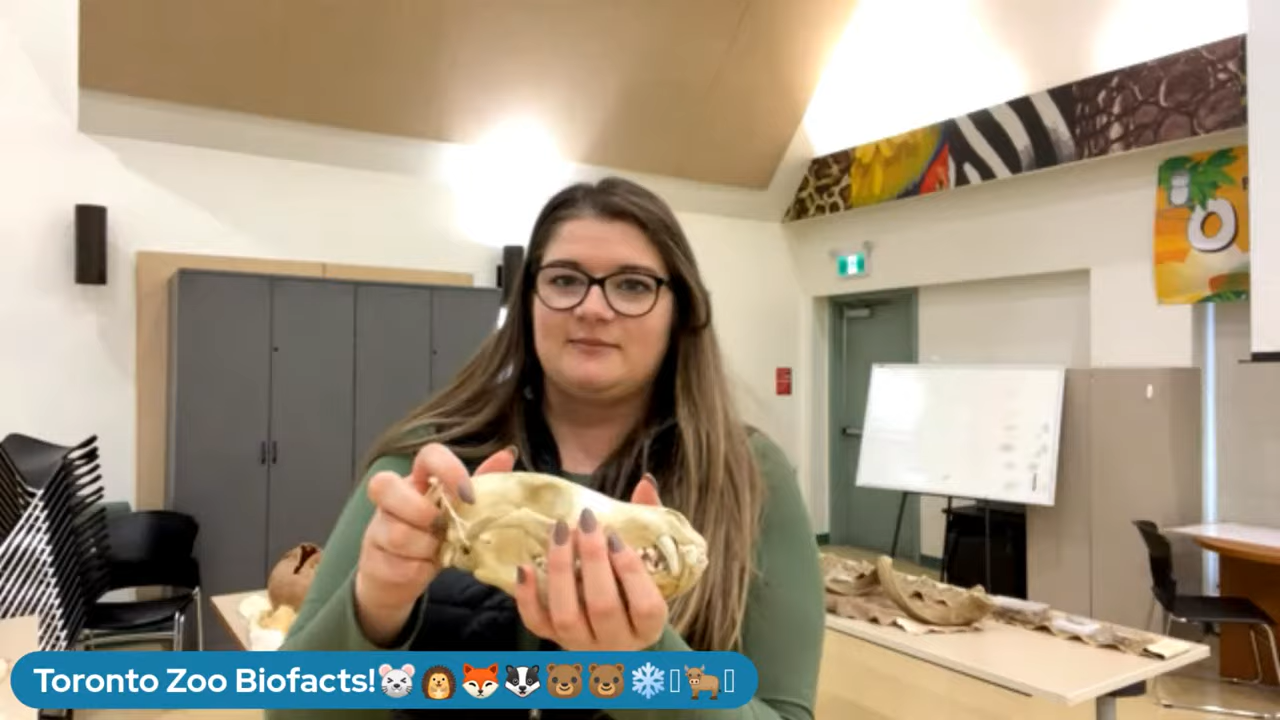 Toronto Zoo Biofacts!🐭🦔🦊🦡🐻🐻❄️▯🐂▯
O